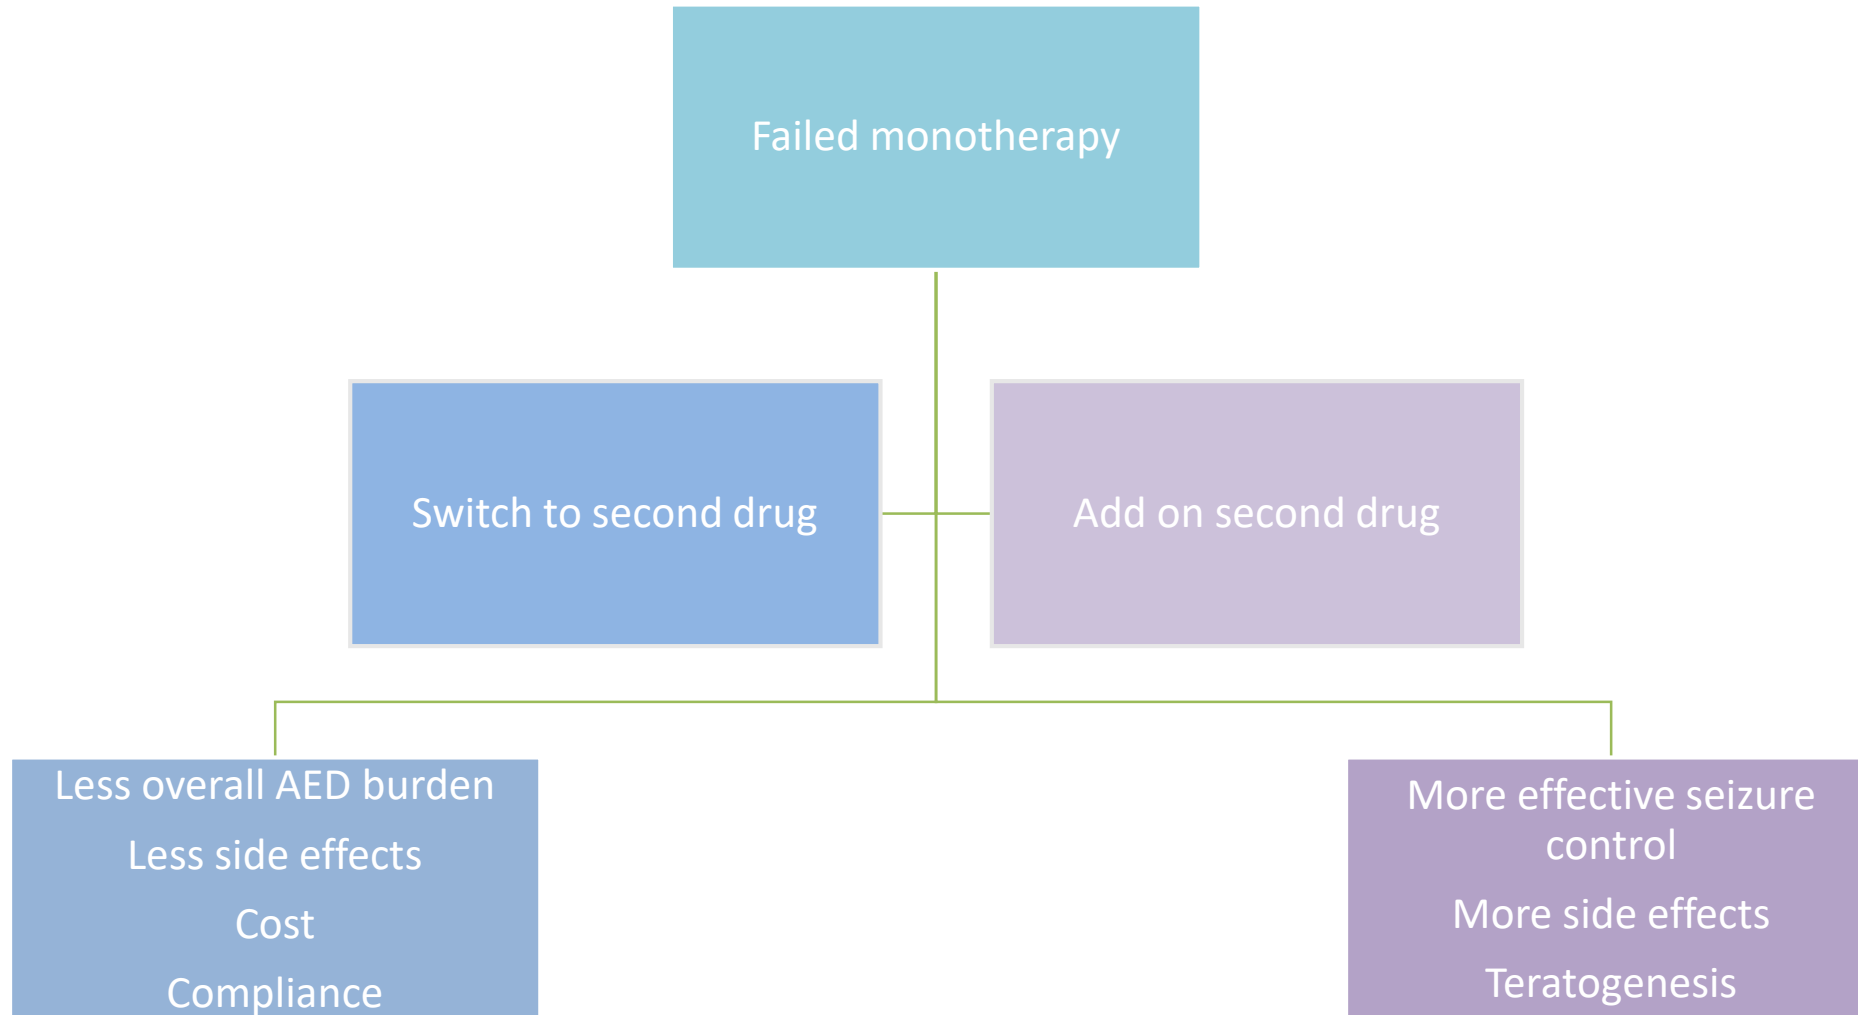 Failed monotherapy
Switch to second drug
Add on second drug
Less overall AED burden
Less side effects
Cost
Compliance
More effective seizure
control
More side effects
Teratogenesis